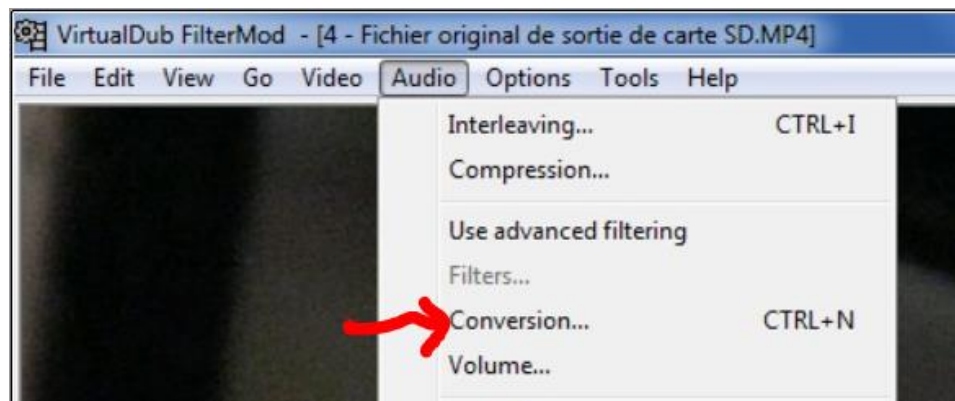 VirtualDub FilterMod - [4 - Fichier original de sortie de carte SD.MP4]
File Edit View Go Video Audio Options Tools Help
Interleaving... CTRL+I
Compression...
Use advanced filtering
Filters...
Conversion... CTRL+N
Volume...